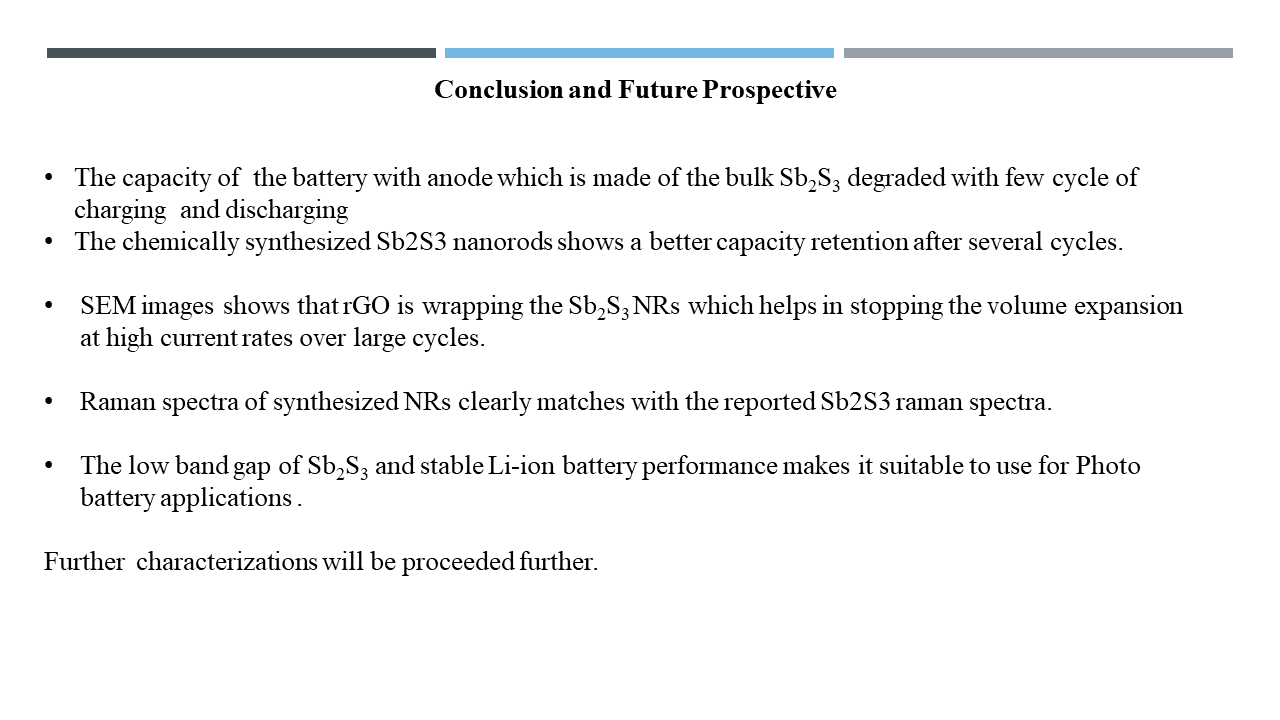 Conclusion and Future Prospective
• The capacity of the battery with anode which is made of the bulk Sb₂S₃ degraded with few cycle of
charging and discharging
• The chemically synthesized Sb2S3 nanorods shows a better capacity retention after several cycles.
• SEM images shows that rGO is wrapping the Sb₂S₃ NRs which helps in stopping the volume expansion
at high current rates over large cycles.
• Raman spectra of synthesized NRs clearly matches with the reported Sb2S3 raman spectra.
• The low band gap of Sb₂S₃ and stable Li-ion battery performance makes it suitable to use for Photo
battery applications .
Further characterizations will be proceeded further.